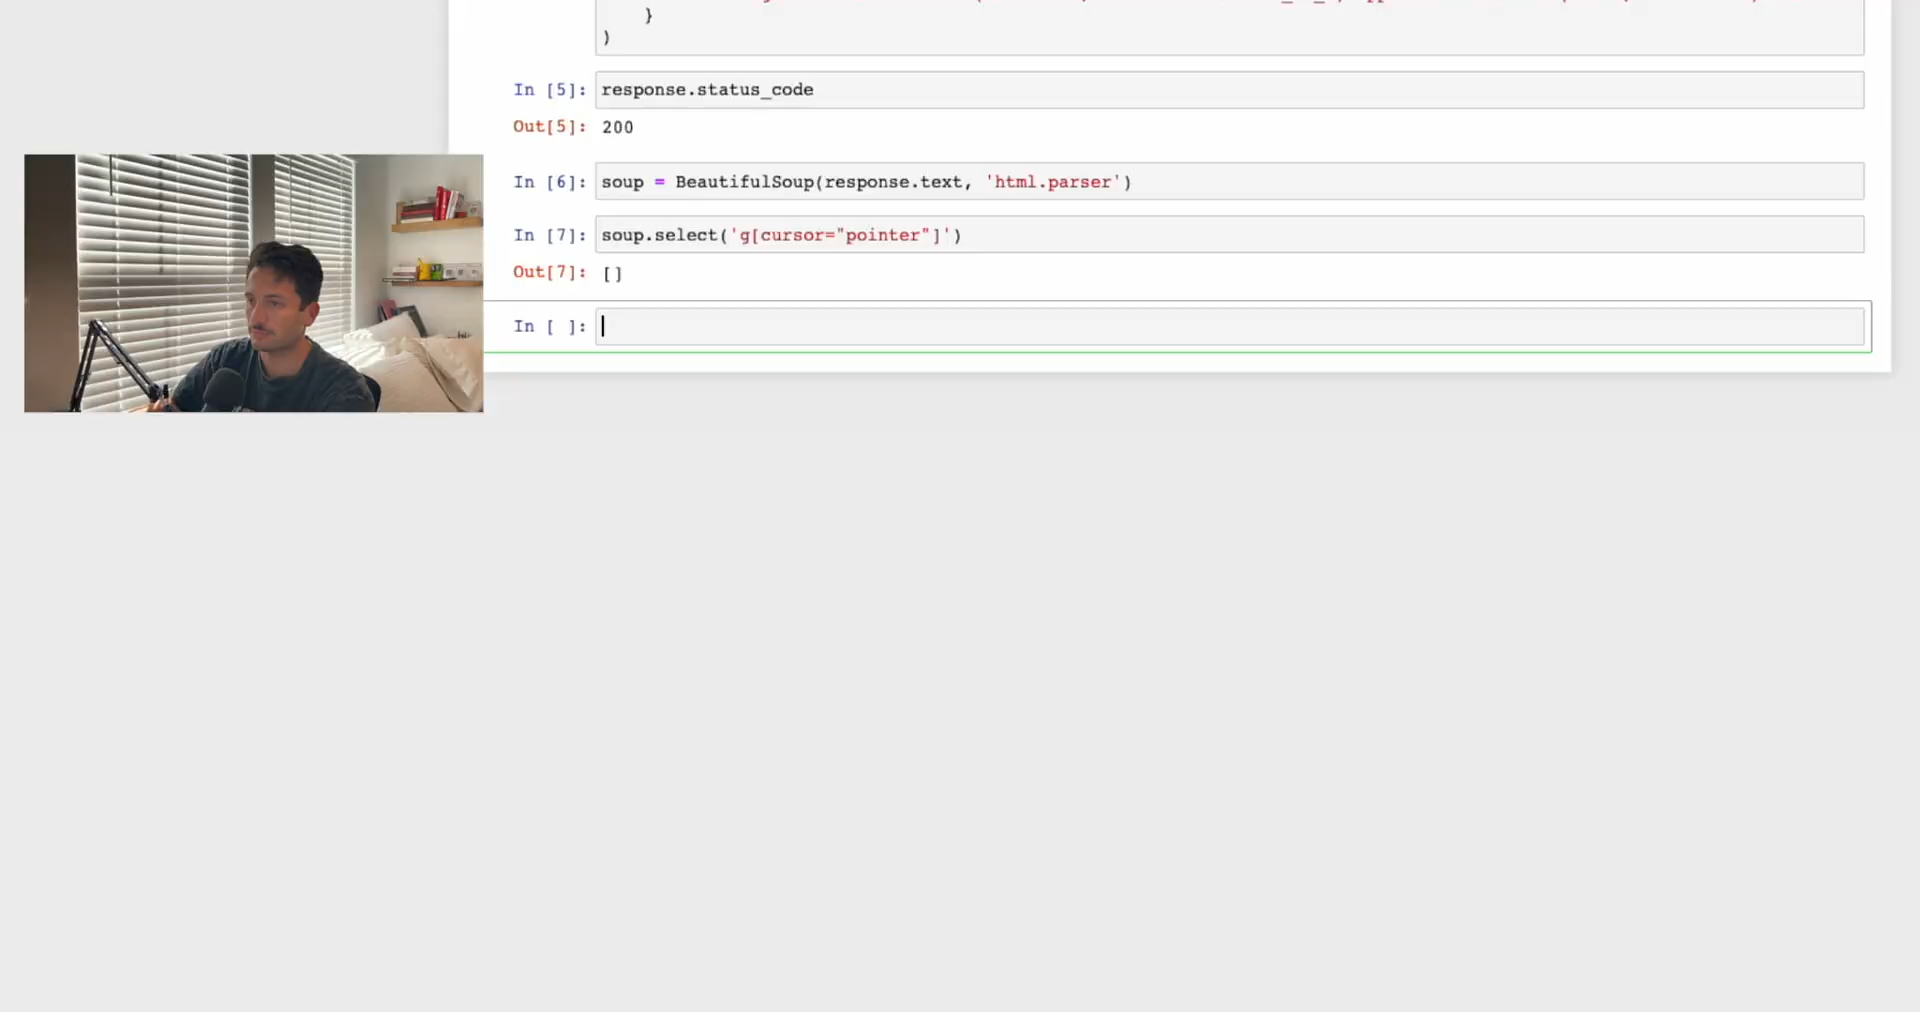 }
)
In [5]: response.status_code
Out[5]: 200
In [6]: soup = BeautifulSoup(response.text, 'html.parser')
In [7]: soup.select('g[cursor="pointer"]')
Out[7]: []
In [ ]: